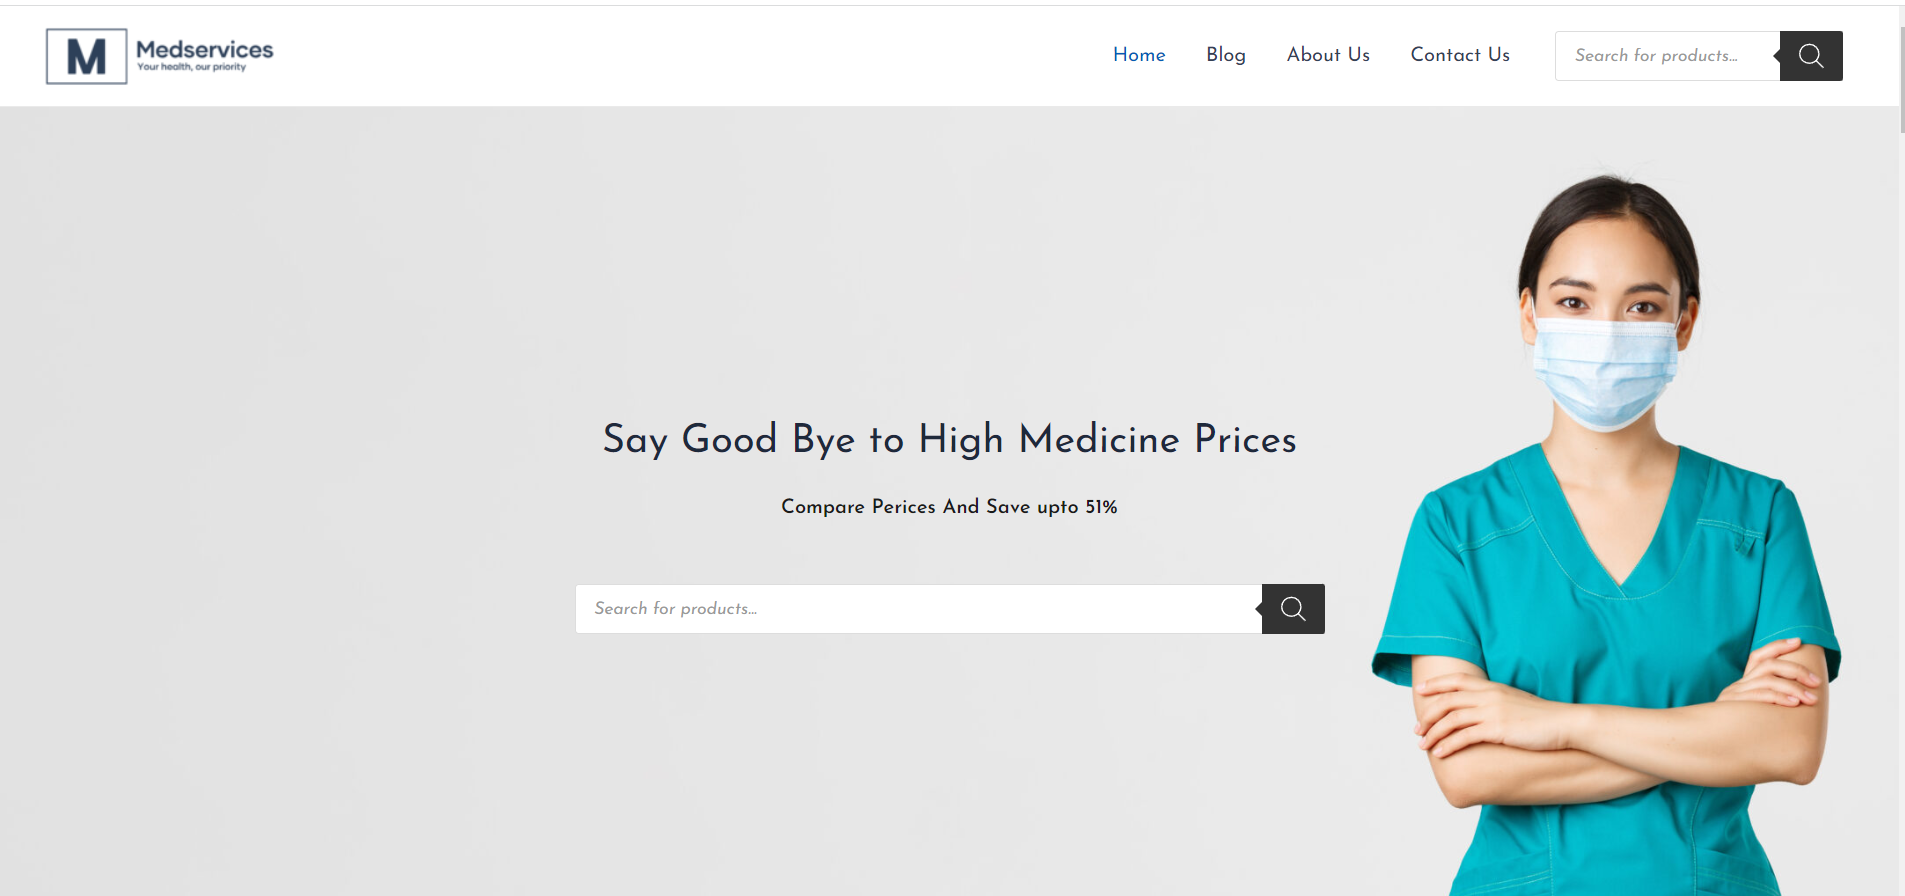 M
Medservices
Your health, our priority
Home Blog About Us Contact Us Search for products...
Say Good Bye to High Medicine Prices
Compare Perices And Save upto 51%
Search for products...